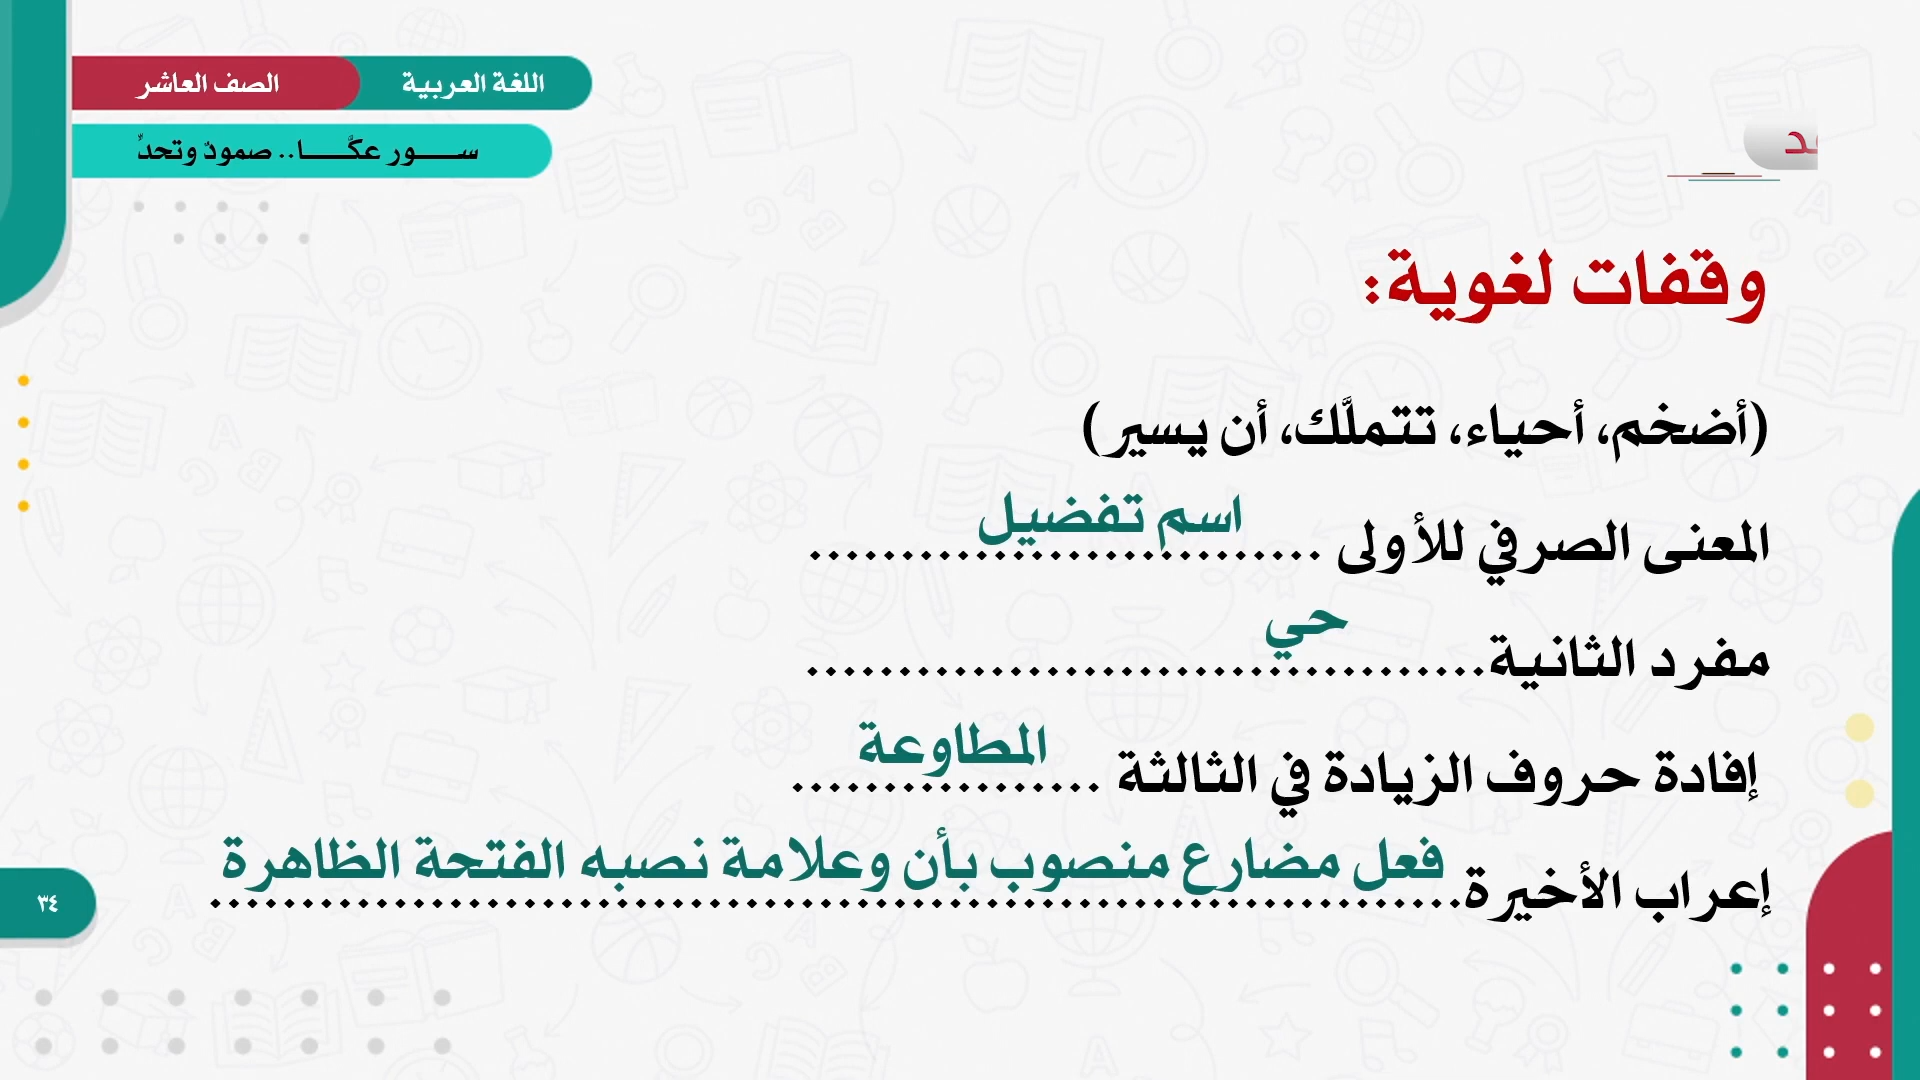 اللغة العربية
الصف العاشر
ســـــور عكَّـــــا.. صمودٌ وتحدٍّ
وقفات لغوية:
(أضخم، أحياء، تتملَّك، أن يسير)
المعنى الصرفي للأولى ............................ اسم تفضيل
مفرد الثانية..................................... حي
إفادة حروف الزيادة في الثالثة ................. المطاوعة
إعراب الأخيرة.................................................................... فعل مضارع منصوب بأن وعلامة نصبه الفتحة الظاهرة
٣٤